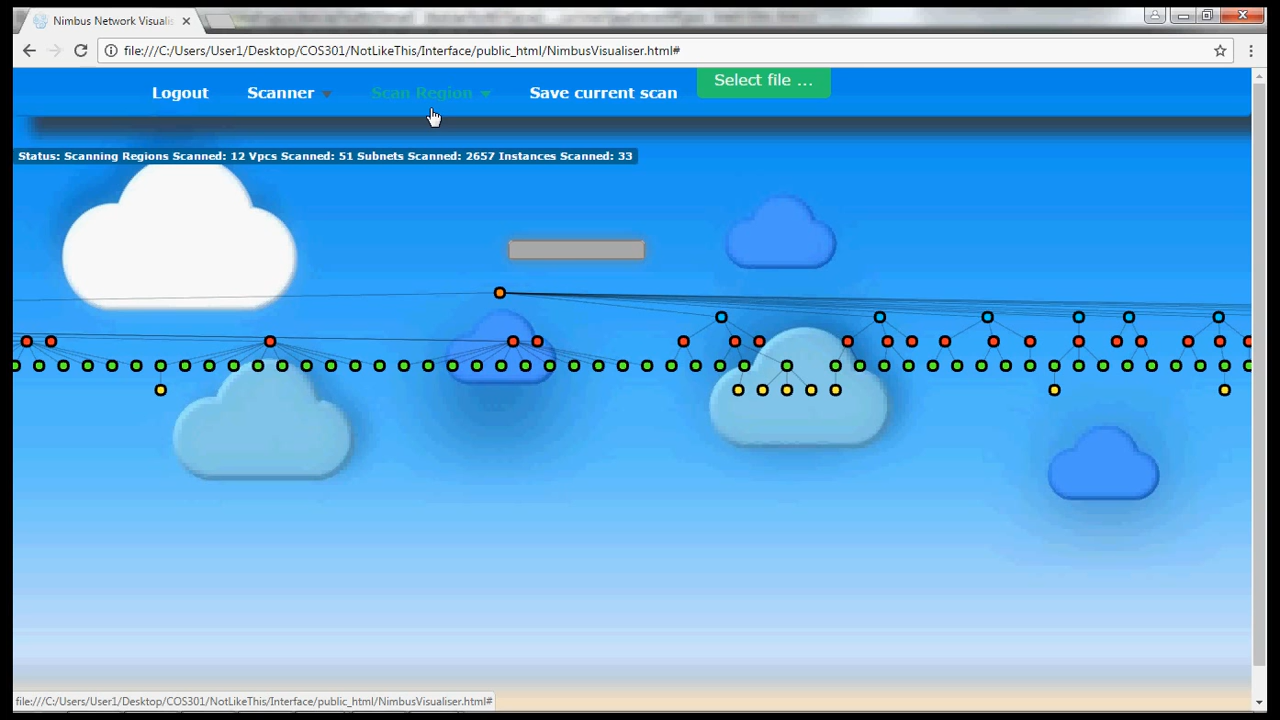 Nimbus Network Visualis
file:///C:/Users/User1/Desktop/COS301/NotLikeThis/Interface/public_html/NimbusVisualiser.html#
Logout Scanner Scan Region Save current scan Select file ...
Status: Scanning Regions Scanned: 12 Vpcs Scanned: 51 Subnets Scanned: 2657 Instances Scanned: 33
file:///C:/Users/User1/Desktop/COS301/NotLikeThis/Interface/public_html/NimbusVisualiser.html#